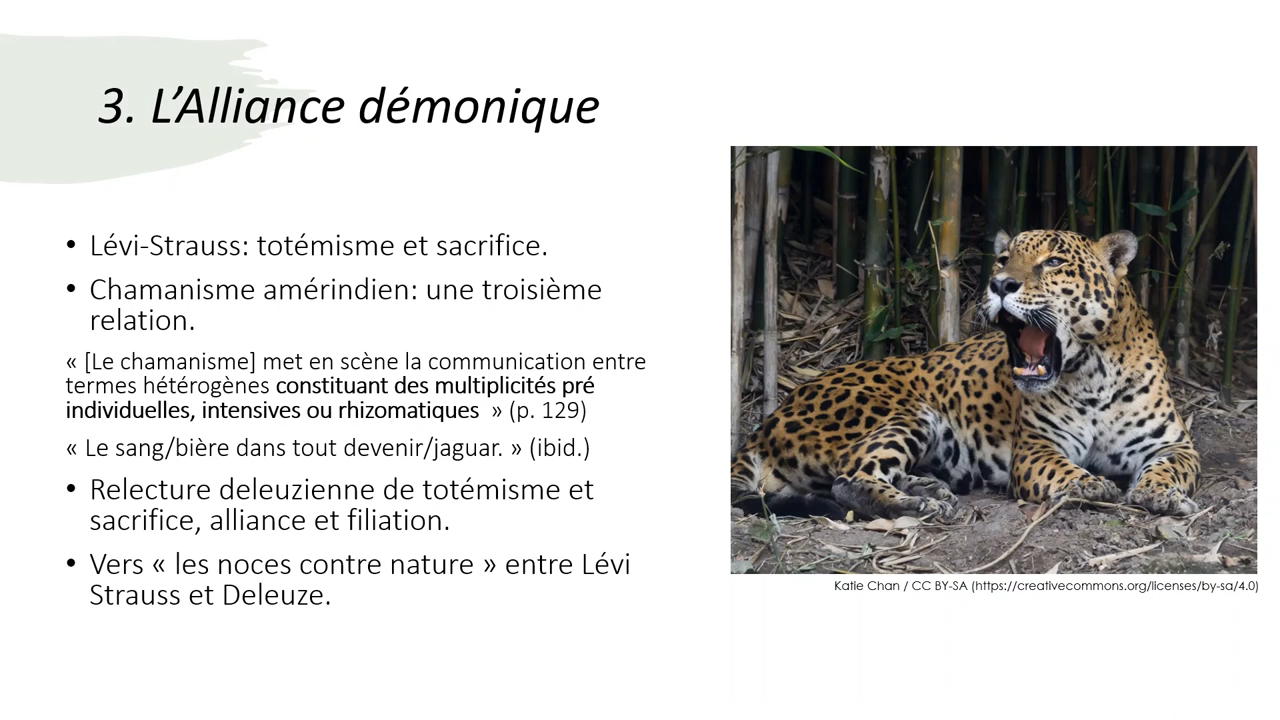 3. L’Alliance démonique
• Lévi-Strauss: totémisme et sacrifice.
• Chamanisme amérindien: une troisième
relation.
« [Le chamanisme] met en scène la communication entre
termes hétérogènes constituant des multiplicités pré
individuelles, intensives ou rhizomatiques » (p. 129)
« Le sang/bière dans tout devenir/jaguar. » (ibid.)
• Relecture deleuzienne de totémisme et
sacrifice, alliance et filiation.
• Vers « les noces contre nature » entre Lévi
Strauss et Deleuze.
Katie Chan / CC BY-SA (https://creativecommons.org/licenses/by-sa/4.0)